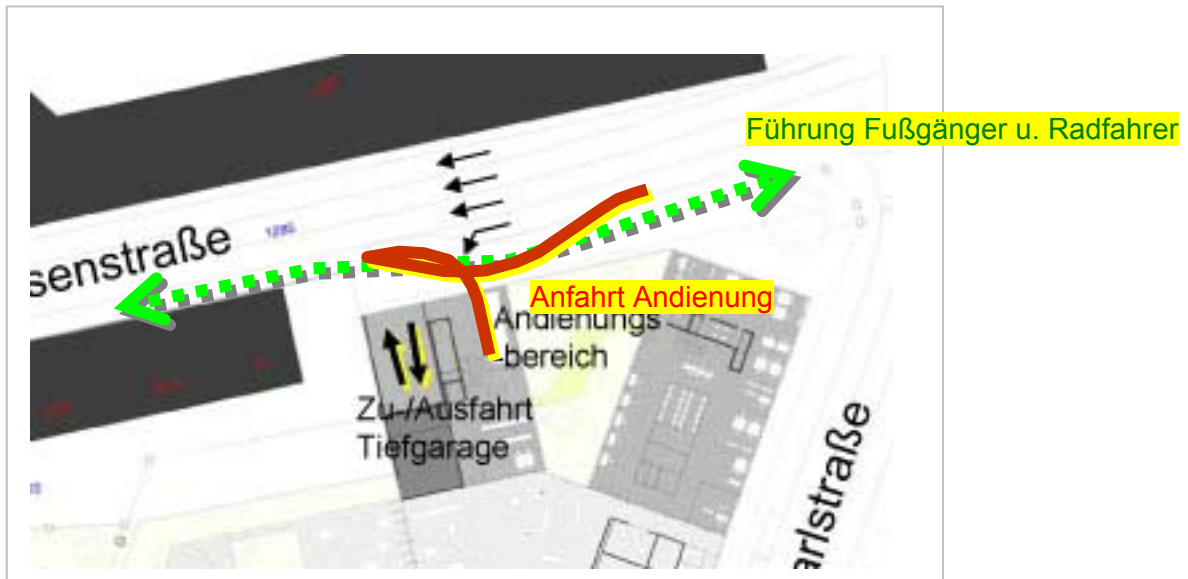 Führung Fußgänger u. Radfahrer
senstraße
Anfahrt Andienung
Andienungs
-bereich
Zu-/Ausfahrt
Tiefgarage
arlstraße